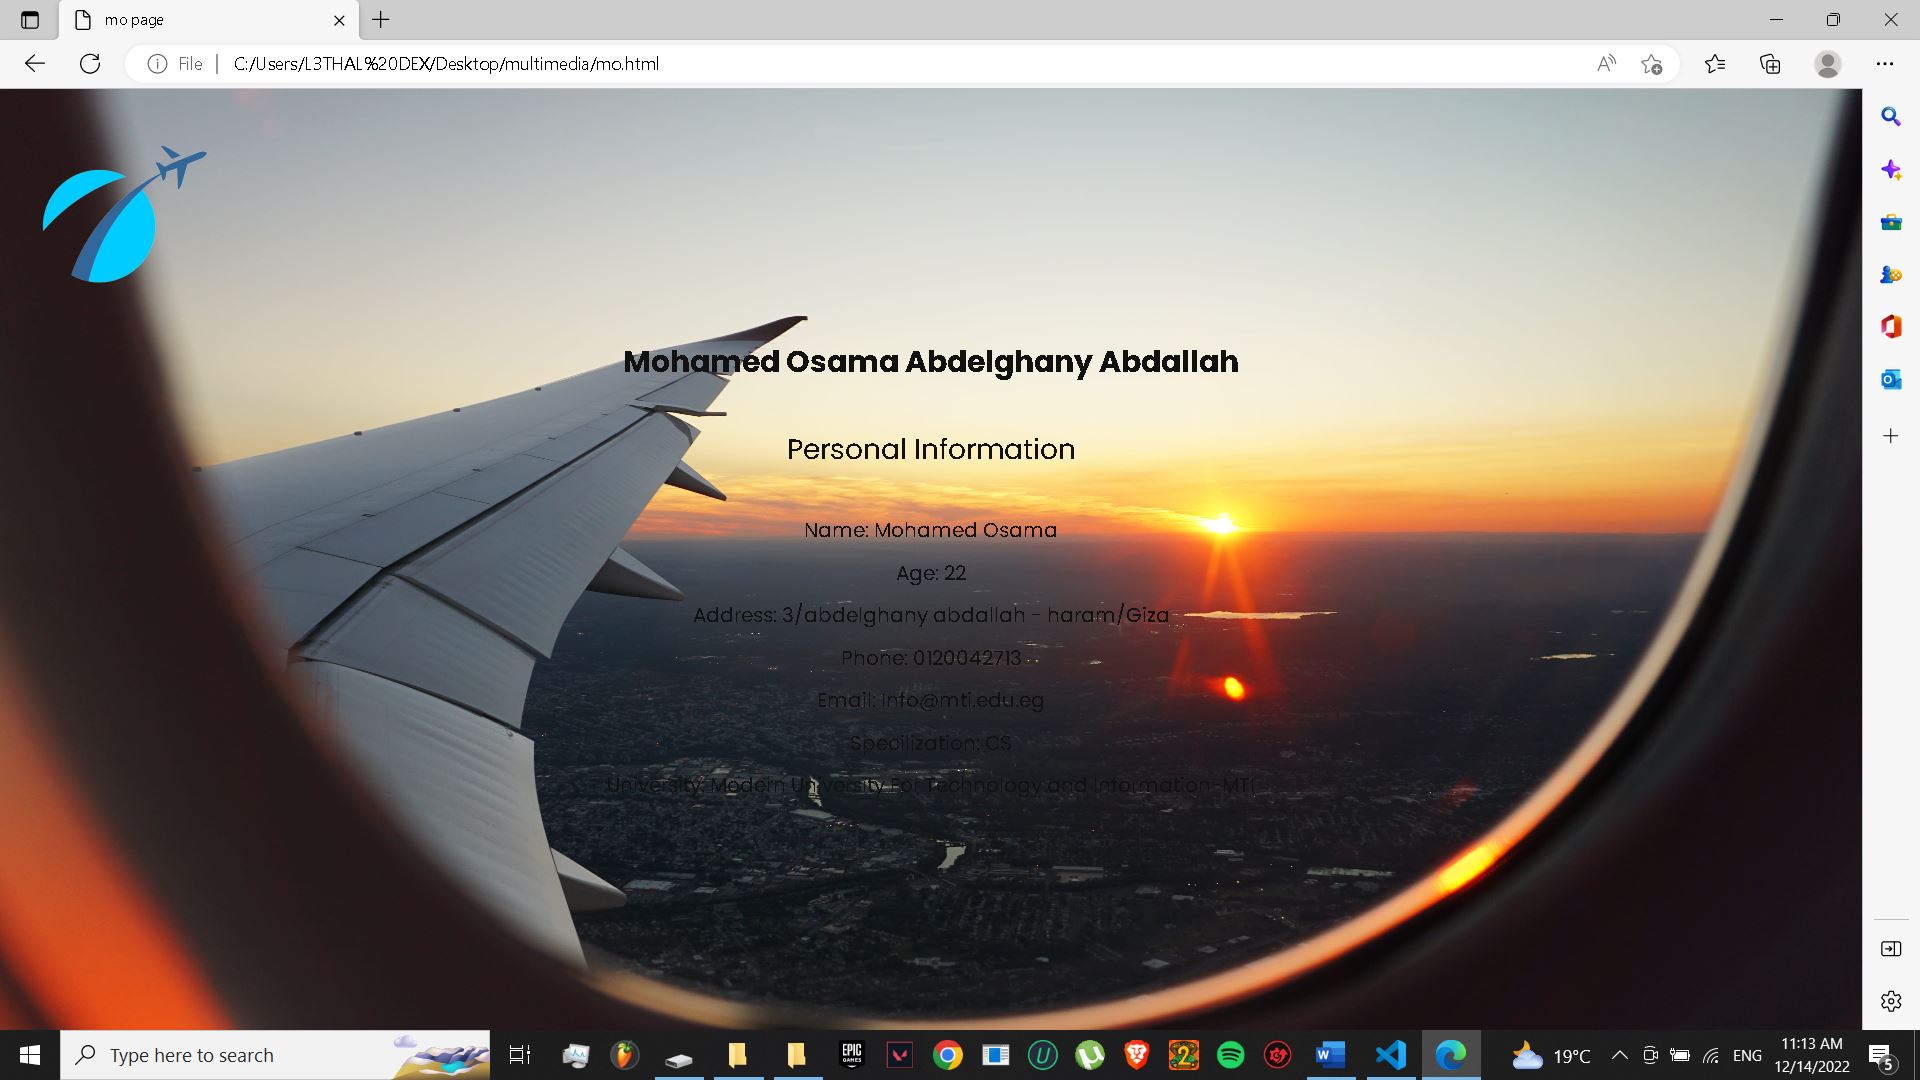 mo page
File
C:/Users/L3THAL%20DEX/Desktop/multimedia/mo.html
Mohamed Osama Abdelghany Abdallah
Personal Information
Name: Mohamed Osama
Age: 22
Address: 3/abdelghany abdallah - haram/Giza
Phone: 0120042713
Email: Info@mti.edu.eg
Specilization: CS
University: Modern University For Technology and Information-MTI
Type here to search
EPIC GAMES
19°C
ENG
11:13 AM
12/14/2022
5